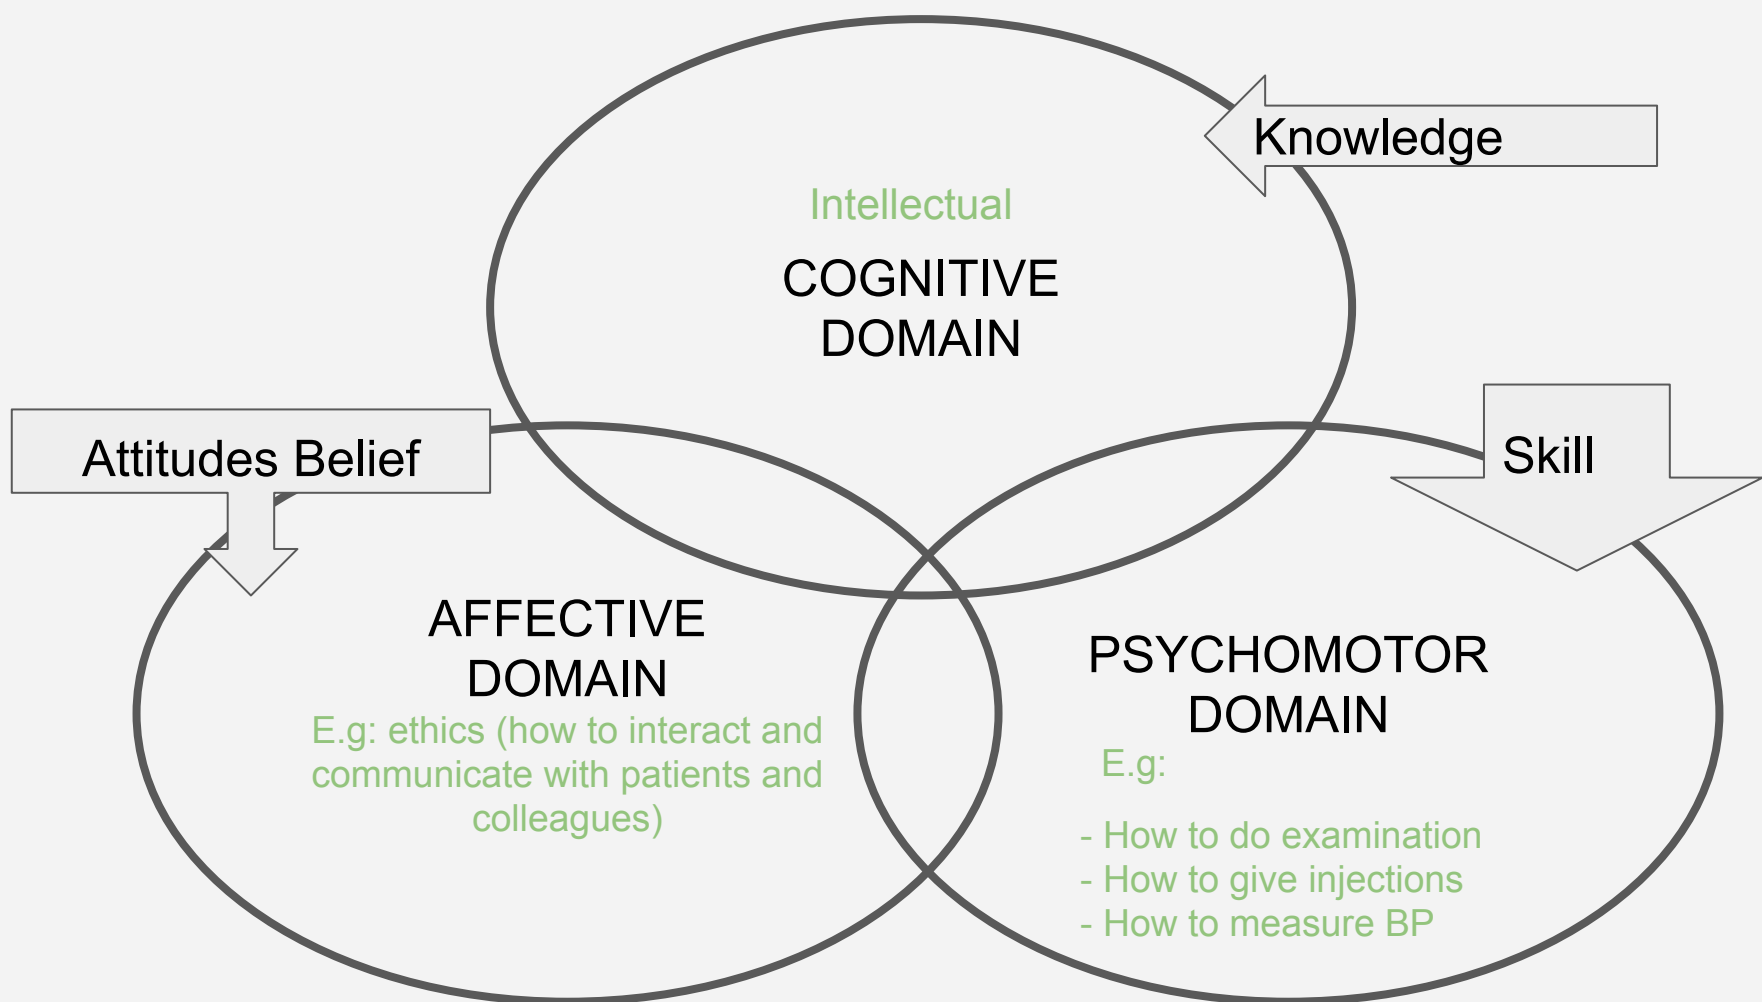 Knowledge
Intellectual
COGNITIVE
DOMAIN
Attitudes Belief
Skill
AFFECTIVE
DOMAIN
E.g: ethics (how to interact and
communicate with patients and
colleagues)
PSYCHOMOTOR
DOMAIN
E.g:
- How to do examination
- How to give injections
- How to measure BP